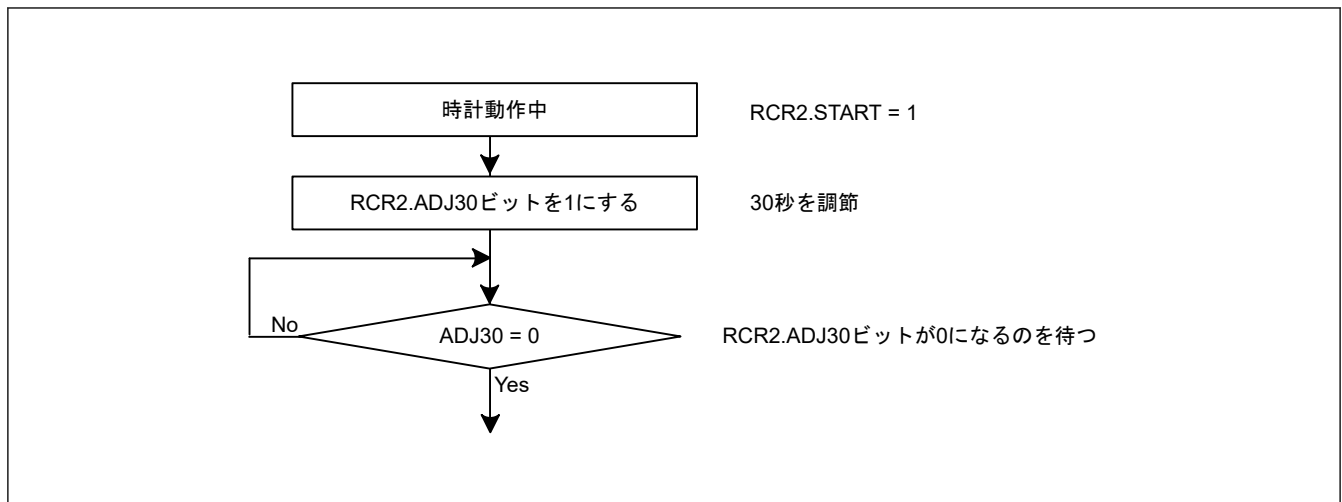 時計動作中
RCR2.START = 1
RCR2.ADJ30ビットを1にする
30秒を調節
No
ADJ30 = 0
RCR2.ADJ30ビットが0になるのを待つ
Yes